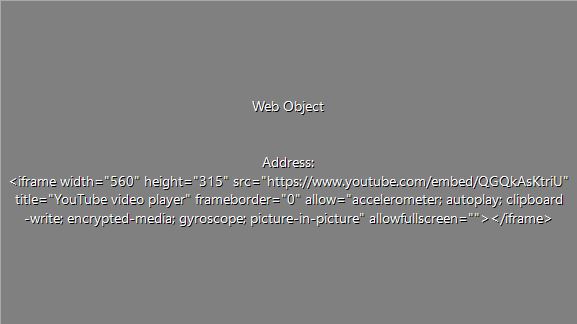 Web Object
Address:
<iframe width="560" height="315" src="https://www.youtube.com/embed/QGQkAsKtriU"
title="YouTube video player" frameborder="0" allow="accelerometer; autoplay; clipboard
-write; encrypted-media; gyroscope; picture-in-picture" allowfullscreen=""></iframe>